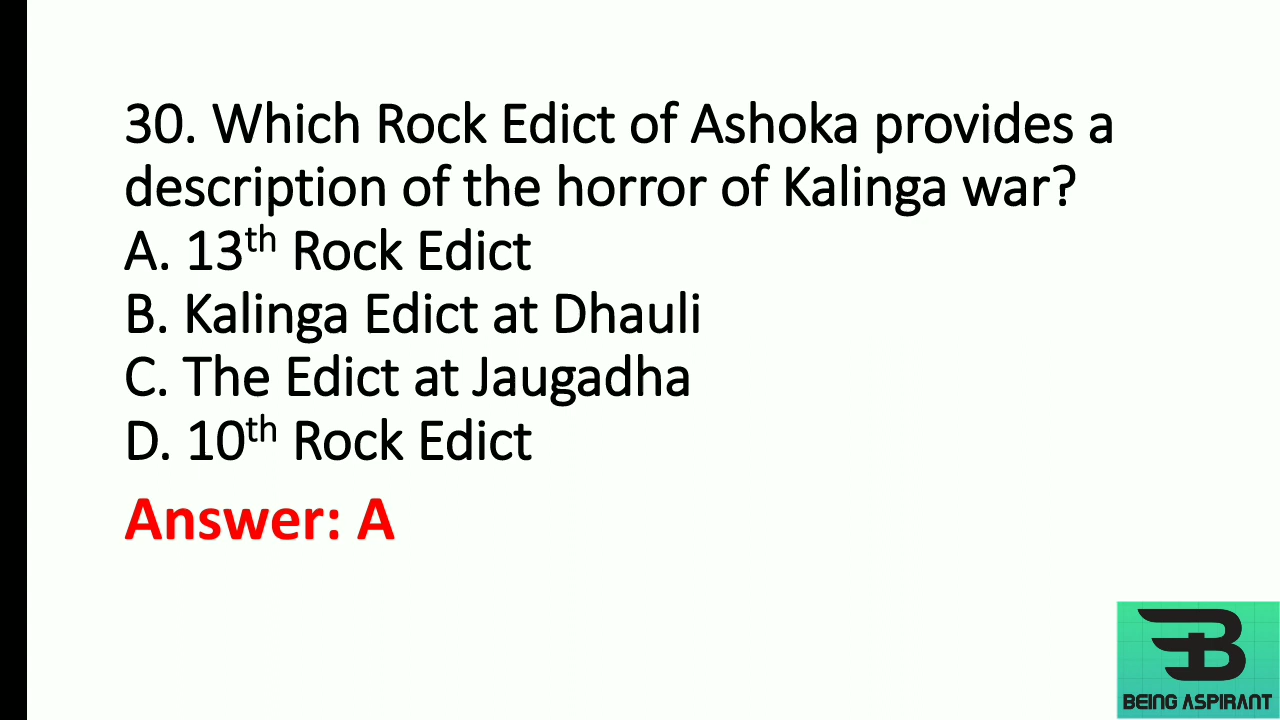 30. Which Rock Edict of Ashoka provides a
description of the horror of Kalinga war?
A. 13th Rock Edict
B. Kalinga Edict at Dhauli
C. The Edict at Jaugadha
D. 10th Rock Edict
Answer: A
BEING ASPIRANT